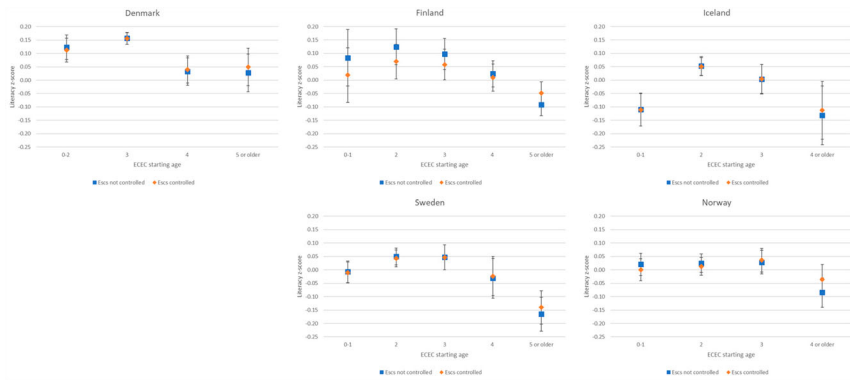 Denmark
0.20
0.15
0.10
0.05
0.00
-0.05
-0.10
-0.15
-0.20
-0.25
Literacy z-score
0-2 3 4 5 or older
ECEC starting age
Escs not controlled Escs controlled
Finland
0.20
0.15
0.10
0.05
0.00
-0.05
-0.10
-0.15
-0.20
-0.25
Literacy z-score
0-1 2 3 4 5 or older
ECEC starting age
Escs not controlled Escs controlled
Iceland
0.20
0.15
0.10
0.05
0.00
-0.05
-0.10
-0.15
-0.20
-0.25
Literacy z-score
0-1 2 3 4 or older
ECEC starting age
Escs not controlled Escs controlled
Sweden
0.20
0.15
0.10
0.05
0.00
-0.05
-0.10
-0.15
-0.20
-0.25
Literacy z-score
0-1 2 3 4 5 or older
ECEC starting age
Escs not controlled Escs controlled
Norway
0.20
0.15
0.10
0.05
0.00
-0.05
-0.10
-0.15
-0.20
-0.25
Literacy z-score
0-1 2 3 4 or older
ECEC starting age
Escs not controlled Escs controlled